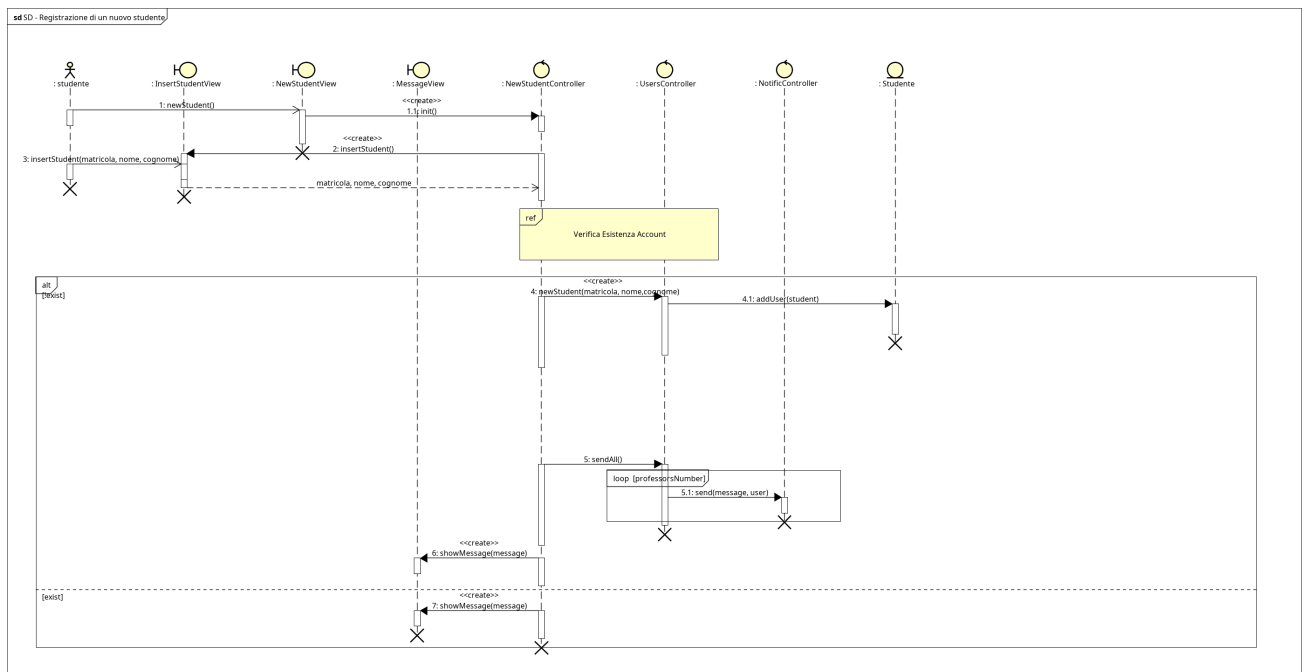 sd SD - Registrazione di un nuovo studente
: studente
: InsertStudentView
: NewStudentView
: MessageView
: NewStudentController
: UsersController
: NotificController
: Studente
1: newStudent()
<<create>>
1.1: init()
<<create>>
2: insertStudent()
3: insertStudent(matricola, nome, cognome)
matricola, nome, cognome
ref
Verifica Esistenza Account
alt
[!exist]
<<create>>
4: newStudent(matricola, nome,cognome)
4.1: addUser(student)
5: sendAll()
loop [professorsNumber]
5.1: send(message, user)
<<create>>
6: showMessage(message)
[exist]
<<create>>
7: showMessage(message)